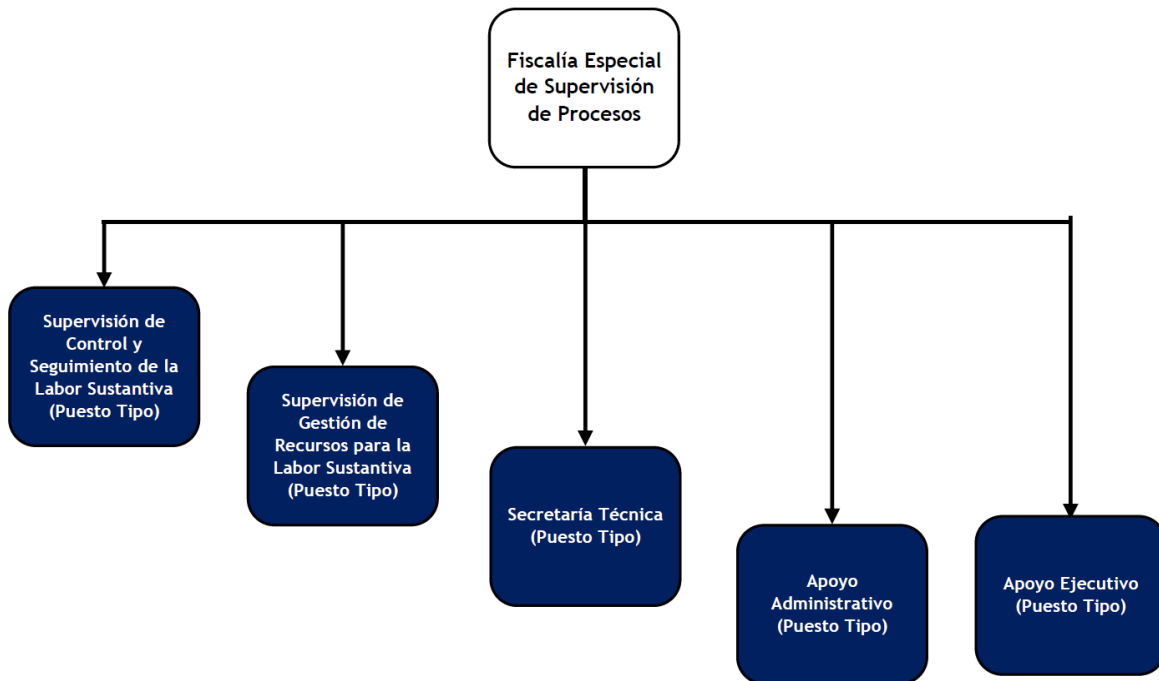 Fiscalía Especial
de Supervisión
de Procesos
Supervisión de
Control y
Seguimiento de la
Labor Sustantiva
(Puesto Tipo)
Supervisión de
Gestión de
Recursos para la
Labor Sustantiva
(Puesto Tipo)
Secretaría Técnica
(Puesto Tipo)
Apoyo
Administrativo
(Puesto Tipo)
Apoyo Ejecutivo
(Puesto Tipo)